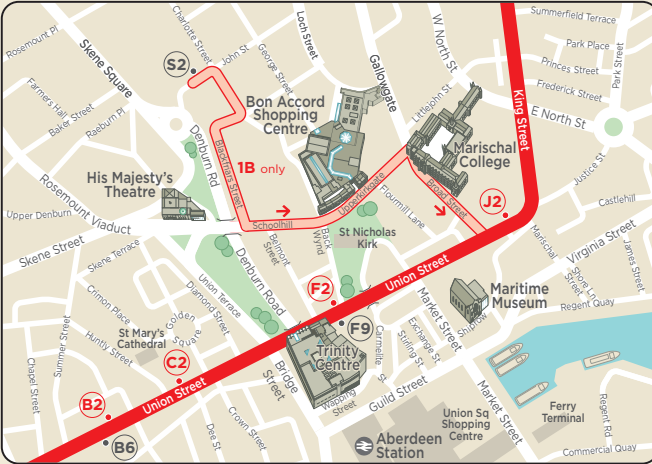 Rosemount Pl
Skene Square
Charlotte Street
S2
John St
George Street
Loch Street
Gallowgate
W North St
Summerfield Terrace
Park Place
Princes Street
Frederick Street
Park Street
E North St
King Street
Farmers Hall
Baker Street
Raeburn Pl
Denburn Rd
Blackfriars Street
1B only
Bon Accord
Shopping
Centre
Littlejohn St
Marischal
College
Justice St
Castlehill
His Majesty's
Theatre
Rosemount Viaduct
Upper Denburn
Schoolhill
Upperkirkgate
Broad Street
Flourmill Lane
J2
Marischal
Virginia Street
Skene Street
Skene Terrace
Belmont
Street
Back
Wynd
St Nicholas
Kirk
Shore Ln
James Street
Regent Quay
Denburn Road
Union Terrace
Diamond Street
Crimon Place
Golden
Square
Huntly Street
Summer Street
Chapel Street
St Mary's
Cathedral
F2
Union Street
Market Street
Maritime
Museum
Shiprow
F9
Trinity
Centre
Carmelite St
Exchange St
Stirling St
Guild Street
Wapping
Street
Bridge
Street
C2
Union Street
B2
B6
Dee St
Crown Street
Market Street
Union Sq
Shopping
Centre
Ferry
Terminal
Regent Rd
Commercial Quay
Aberdeen
Station